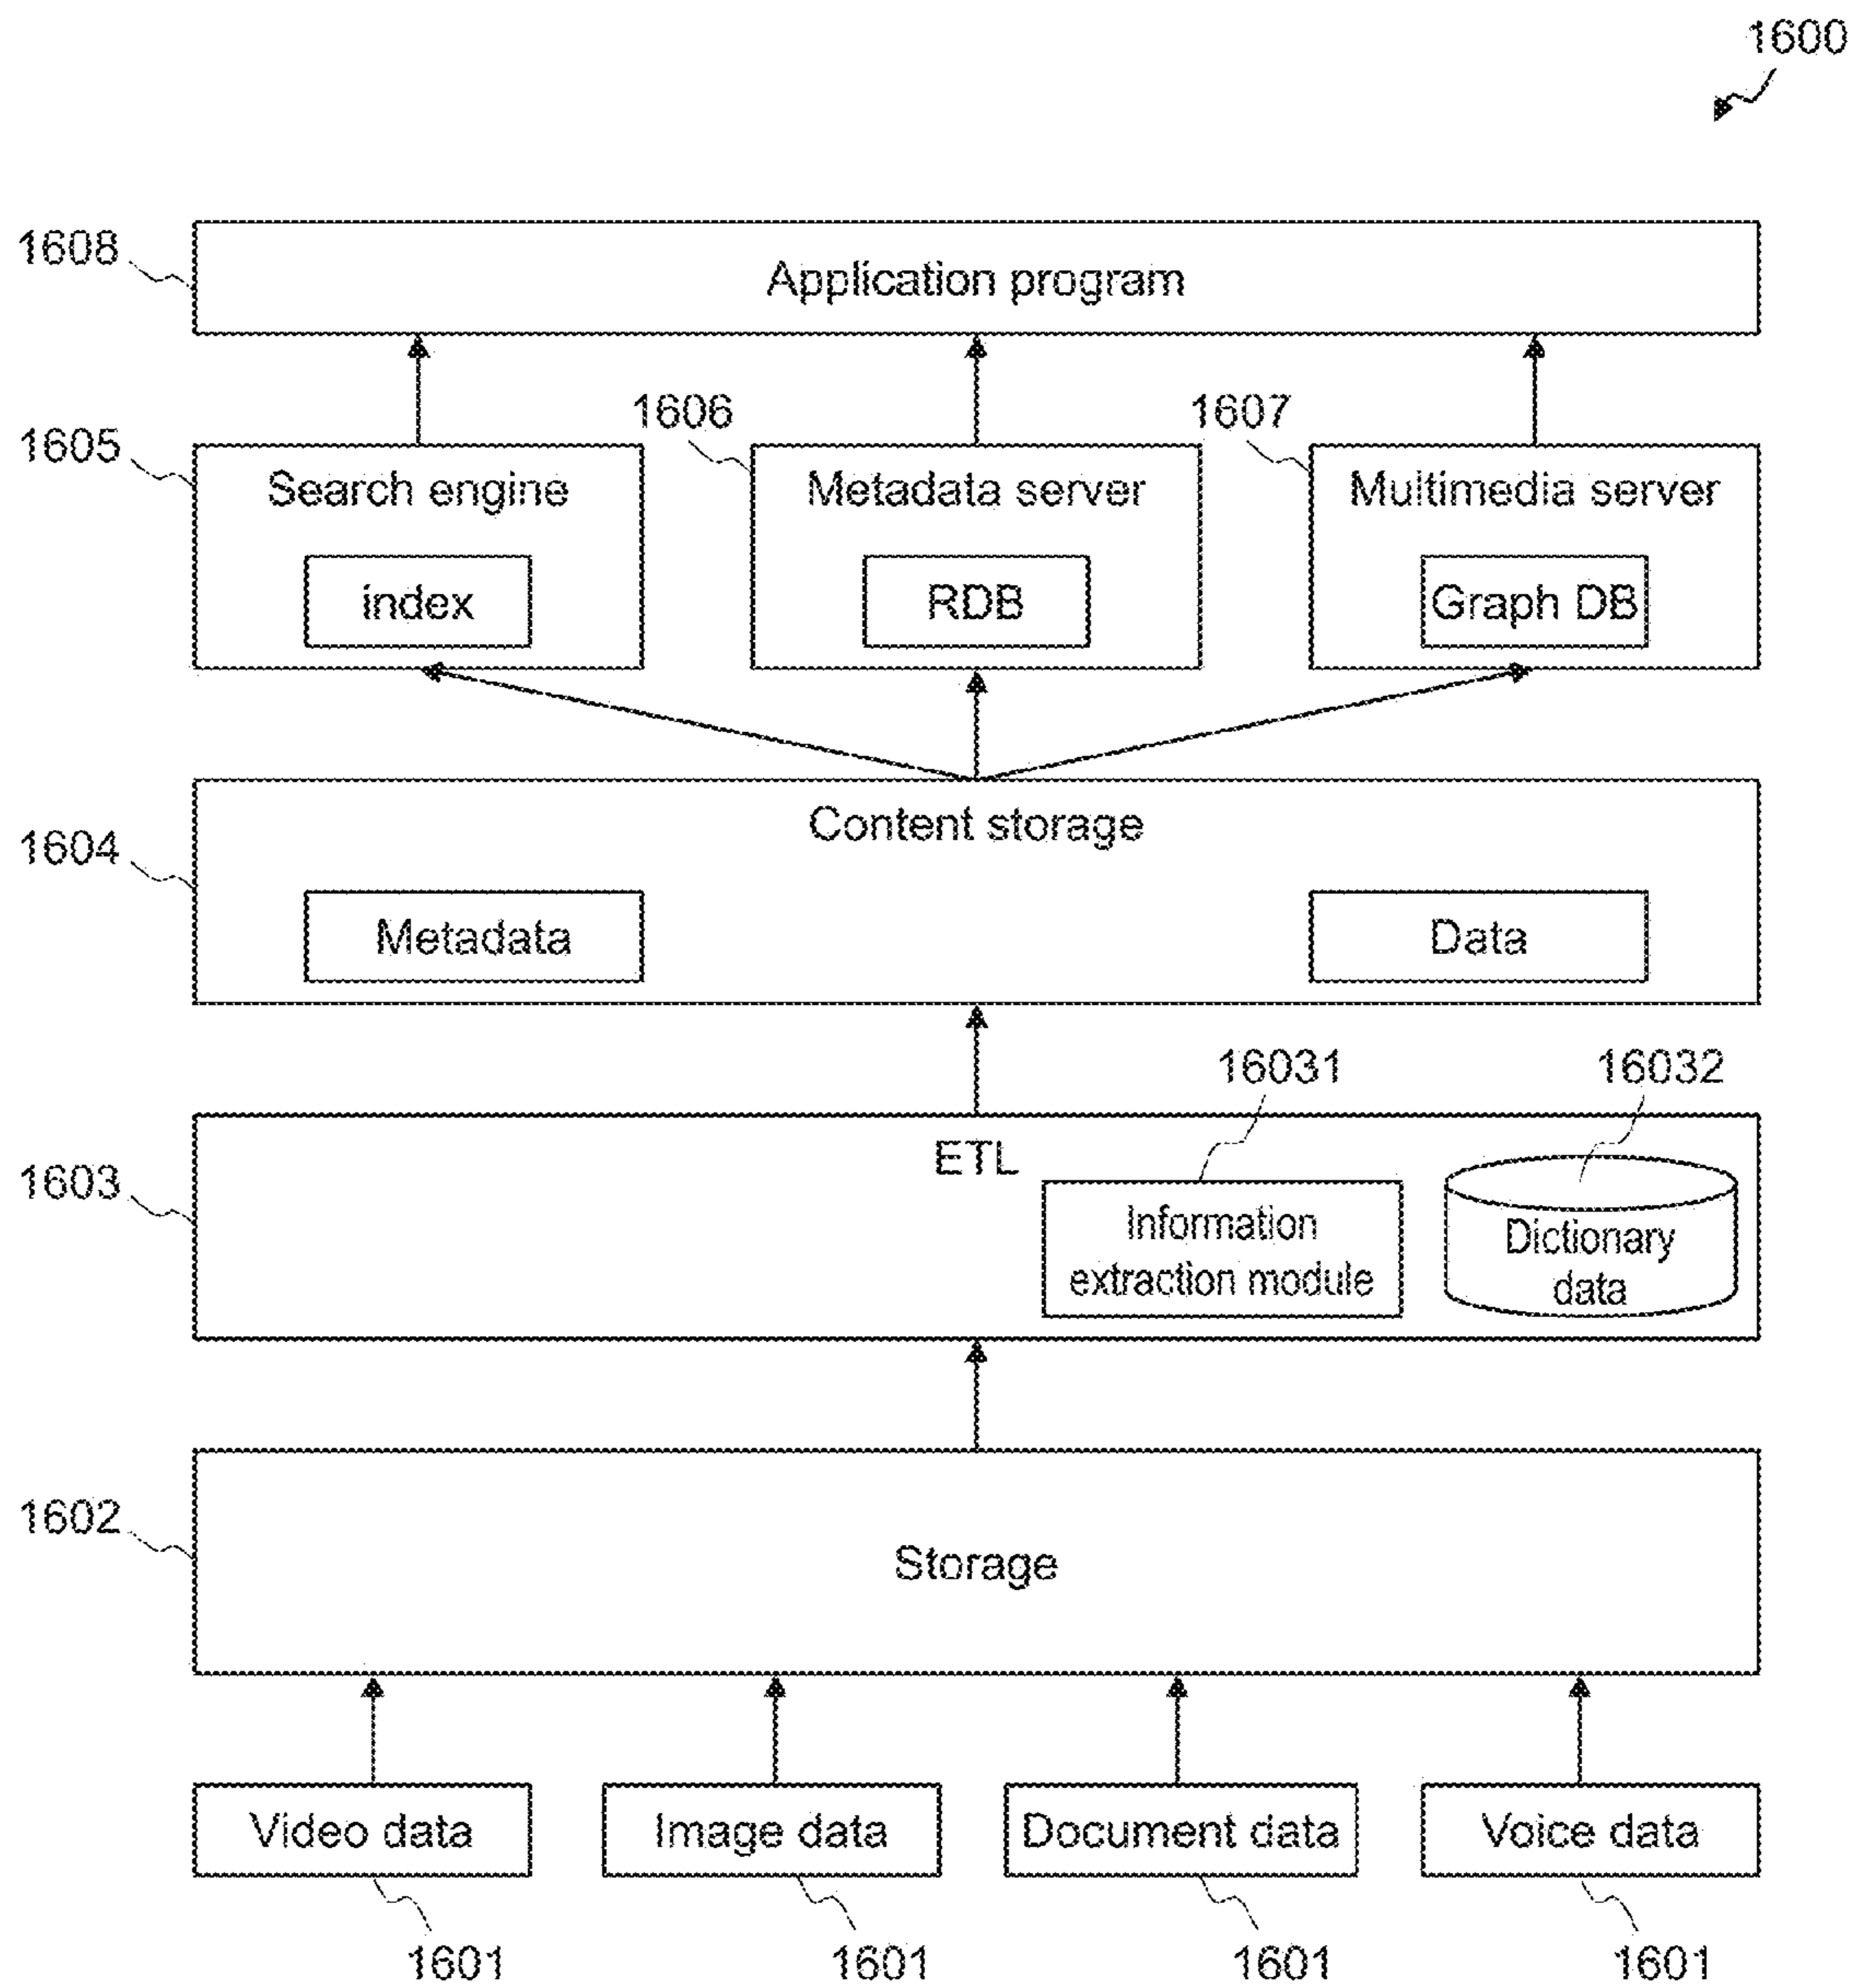 1600
1608
Application program
1605
1606
1607
Search engine
Metadata server
Multimedia server
index
RDB
Graph DB
1604
Content storage
Metadata
Data
16031
16032
1603
ETL
Information
extraction module
Dictionary
data
1602
Storage
Video data
Image data
Document data
Voice data
1601
1601
1601
1601